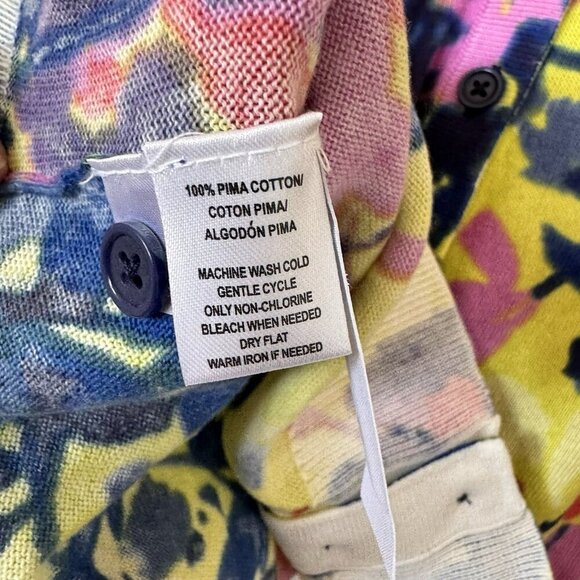 100% PIMA COTTON/
COTON PIMA/
ALGODÓN PIMA
MACHINE WASH COLD
GENTLE CYCLE
ONLY NON-CHLORINE
BLEACH WHEN NEEDED
DRY FLAT
WARM IRON IF NEEDED